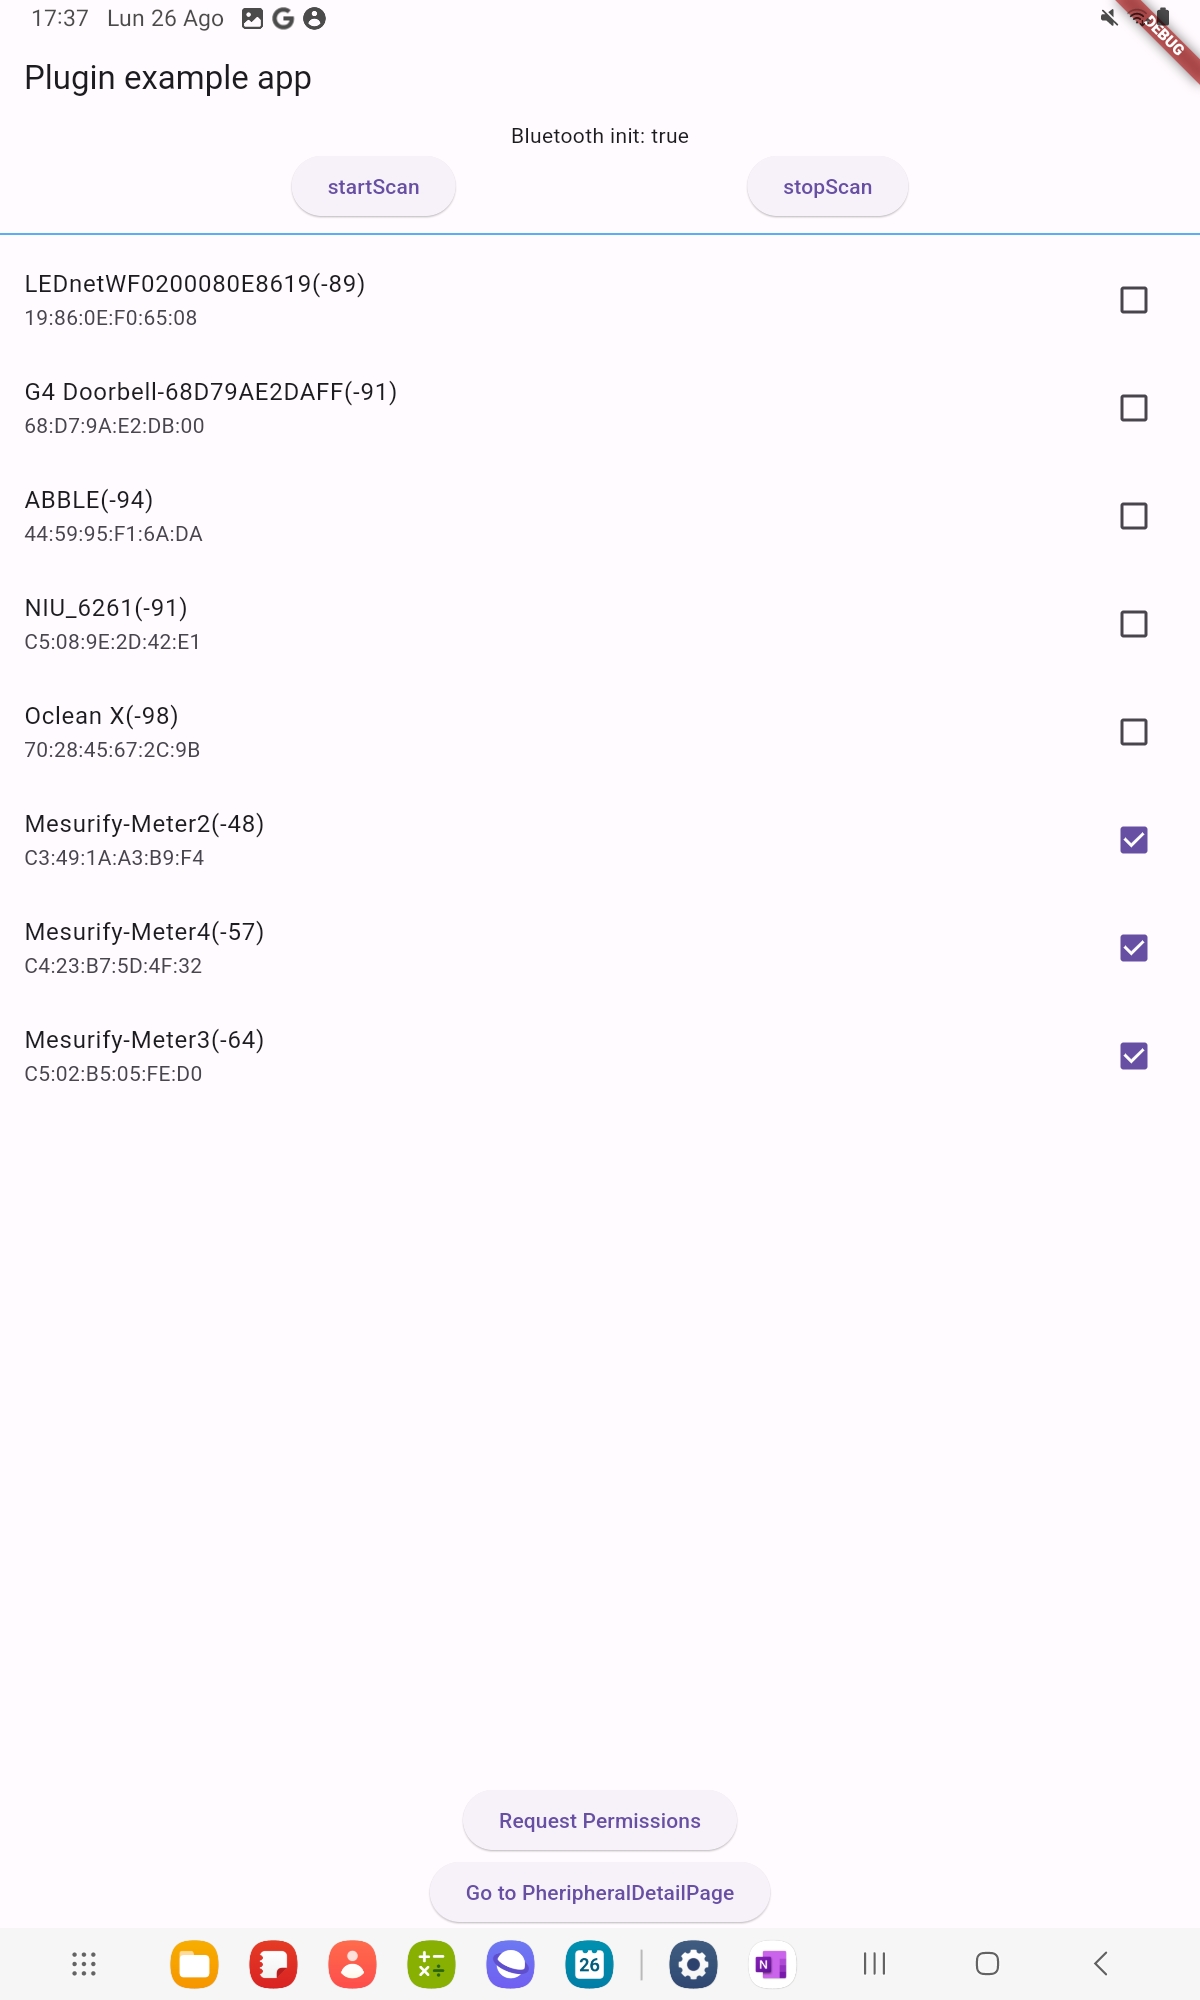 17:37 Lun 26 Ago
DEBUG
Plugin example app
Bluetooth init: true
startScan stopScan
LEDnetWF0200080E8619(-89)
19:86:0E:F0:65:08
G4 Doorbell-68D79AE2DAFF(-91)
68:D7:9A:E2:DB:00
ABBLE(-94)
44:59:95:F1:6A:DA
NIU_6261(-91)
C5:08:9E:2D:42:E1
Oclean X(-98)
70:28:45:67:2C:9B
Mesurify-Meter2(-48)
C3:49:1A:A3:B9:F4
Mesurify-Meter4(-57)
C4:23:B7:5D:4F:32
Mesurify-Meter3(-64)
C5:02:B5:05:FE:D0
Request Permissions
Go to PheripheralDetailPage
26 N